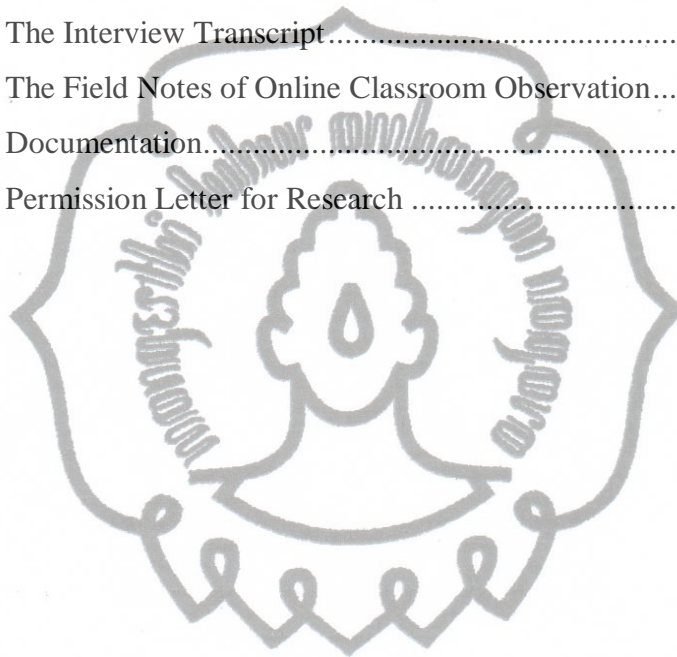 The Interview Transcript........................................
The Field Notes of Online Classroom Observation...
Documentation.........................................................
Permission Letter for Research ................................